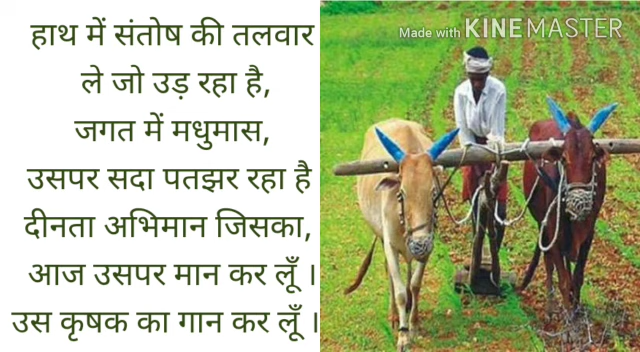 Made with KINEMASTER
हाथ में संतोष की तलवार
ले जो उड़ रहा है,
जगत में मधुमास,
उसपर सदा पतझर रहा है
दीनता अभिमान जिसका,
आज उसपर मान कर लूँ ।
उस कृषक का गान कर लूँ ।